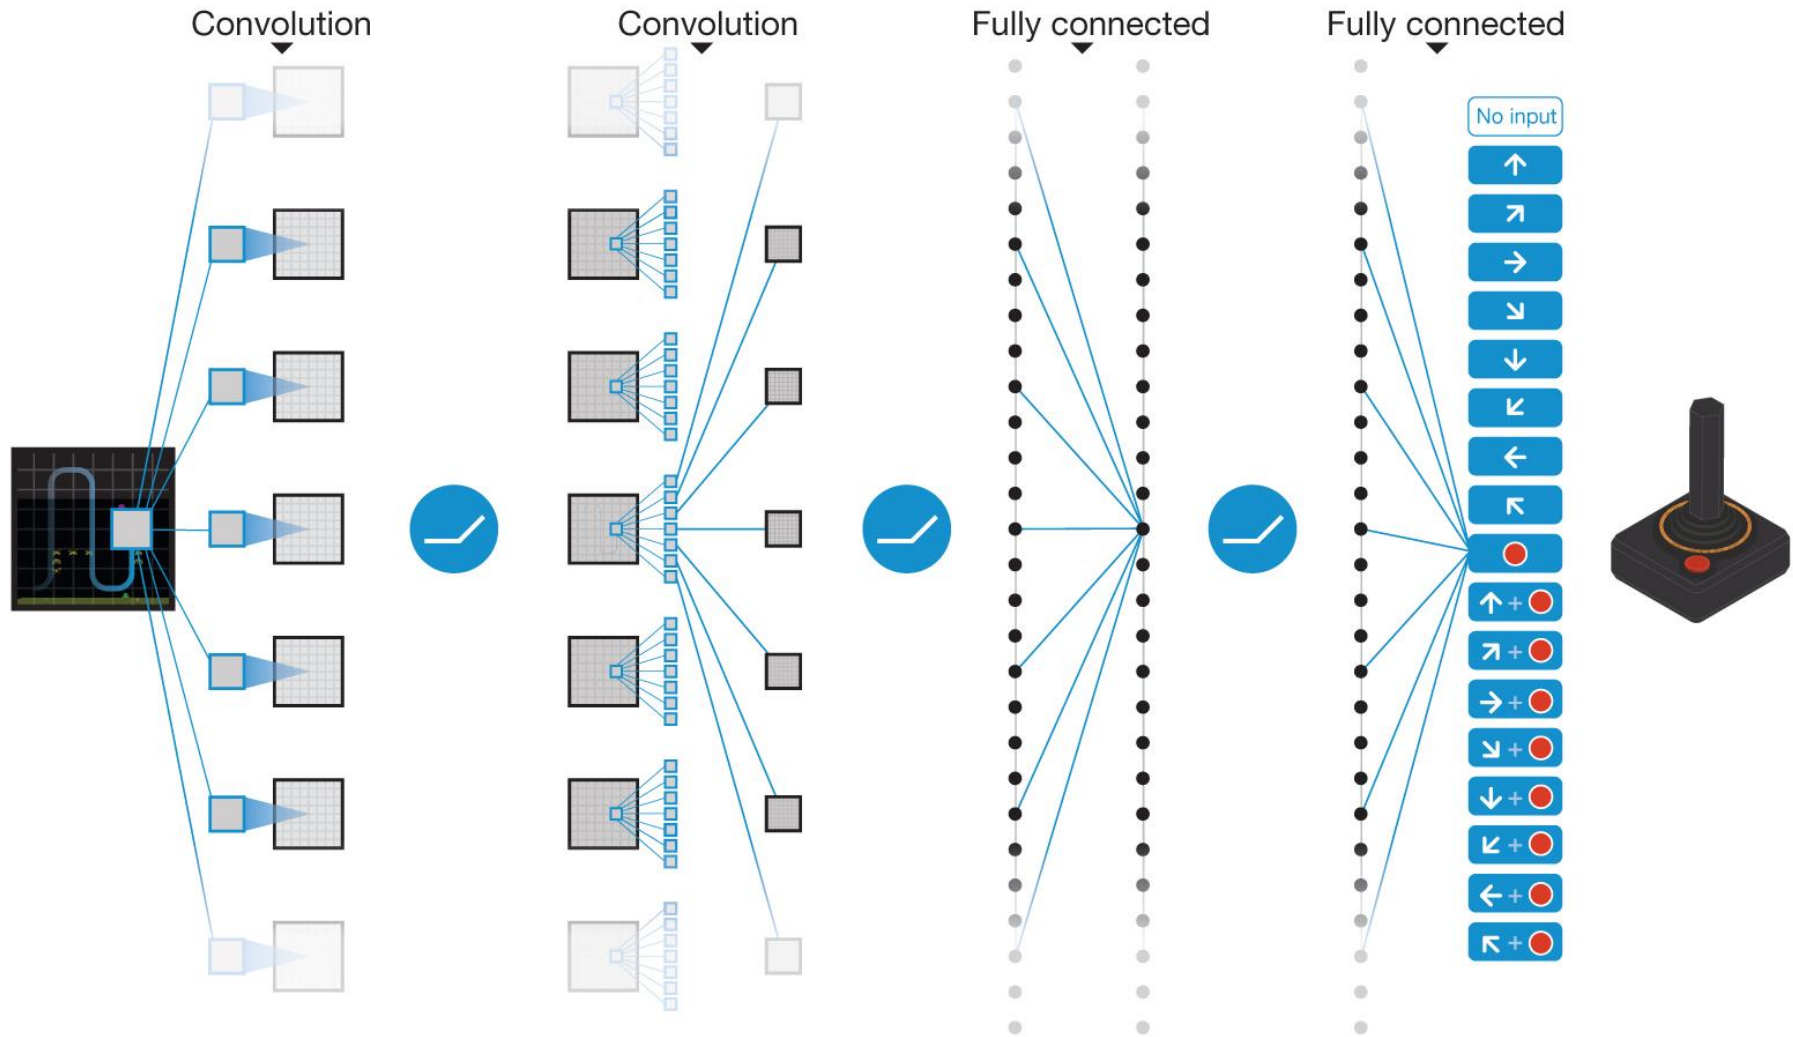 Convolution
Convolution
Fully connected
Fully connected
No input
+
+
+
+
+
+
+
+